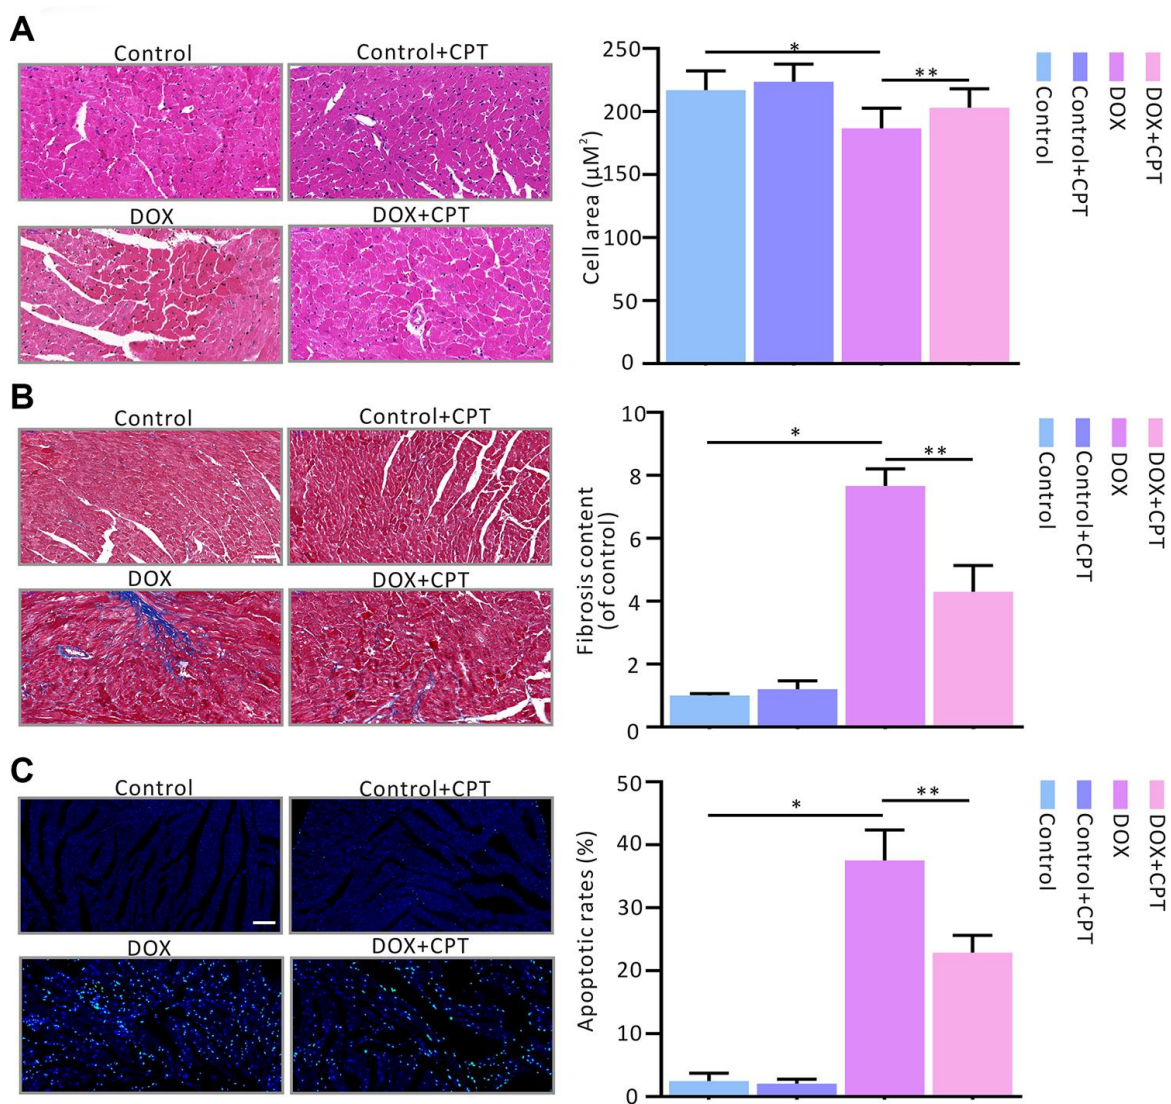 A
Control
Control+CPT
DOX
DOX+CPT
Cell area (μM²)
250
200
150
100
50
0
*
**
Control
Control+CPT
DOX
DOX+CPT
B
Control
Control+CPT
DOX
DOX+CPT
Fibrosis content
(of control)
10
8
6
4
2
0
*
**
Control
Control+CPT
DOX
DOX+CPT
C
Control
Control+CPT
DOX
DOX+CPT
Apoptotic rates (%)
50
40
30
20
10
0
*
**
Control
Control+CPT
DOX
DOX+CPT